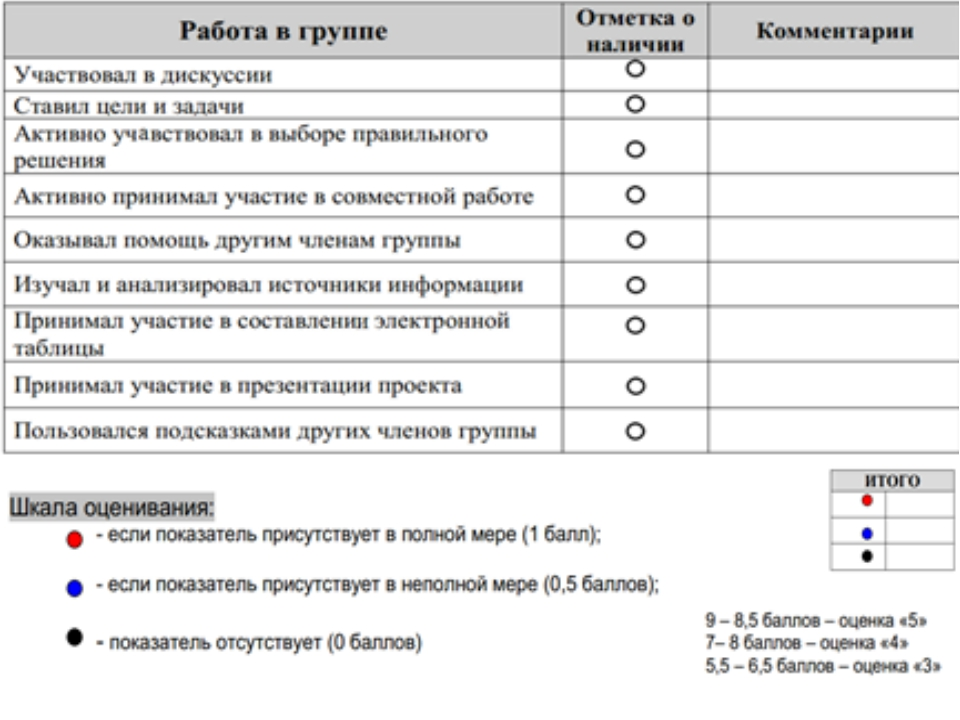 Работа в группе
Отметка о
наличии
Комментарии
Участвовал в дискуссии
Ставил цели и задачи
Активно учавствовал в выборе правильного
решения
Активно принимал участие в совместной работе
Оказывал помощь другим членам группы
Изучал и анализировал источники информации
Принимал участие в составлении электронной
таблицы
Принимал участие в презентации проекта
Пользовался подсказками других членов группы
ИТОГО
Шкала оценивания:
- если показатель присутствует в полной мере (1 балл);
- если показатель присутствует в неполной мере (0,5 баллов);
- показатель отсутствует (0 баллов)
9 – 8,5 баллов – оценка «5»
7– 8 баллов – оценка «4»
5,5 – 6,5 баллов – оценка «3»